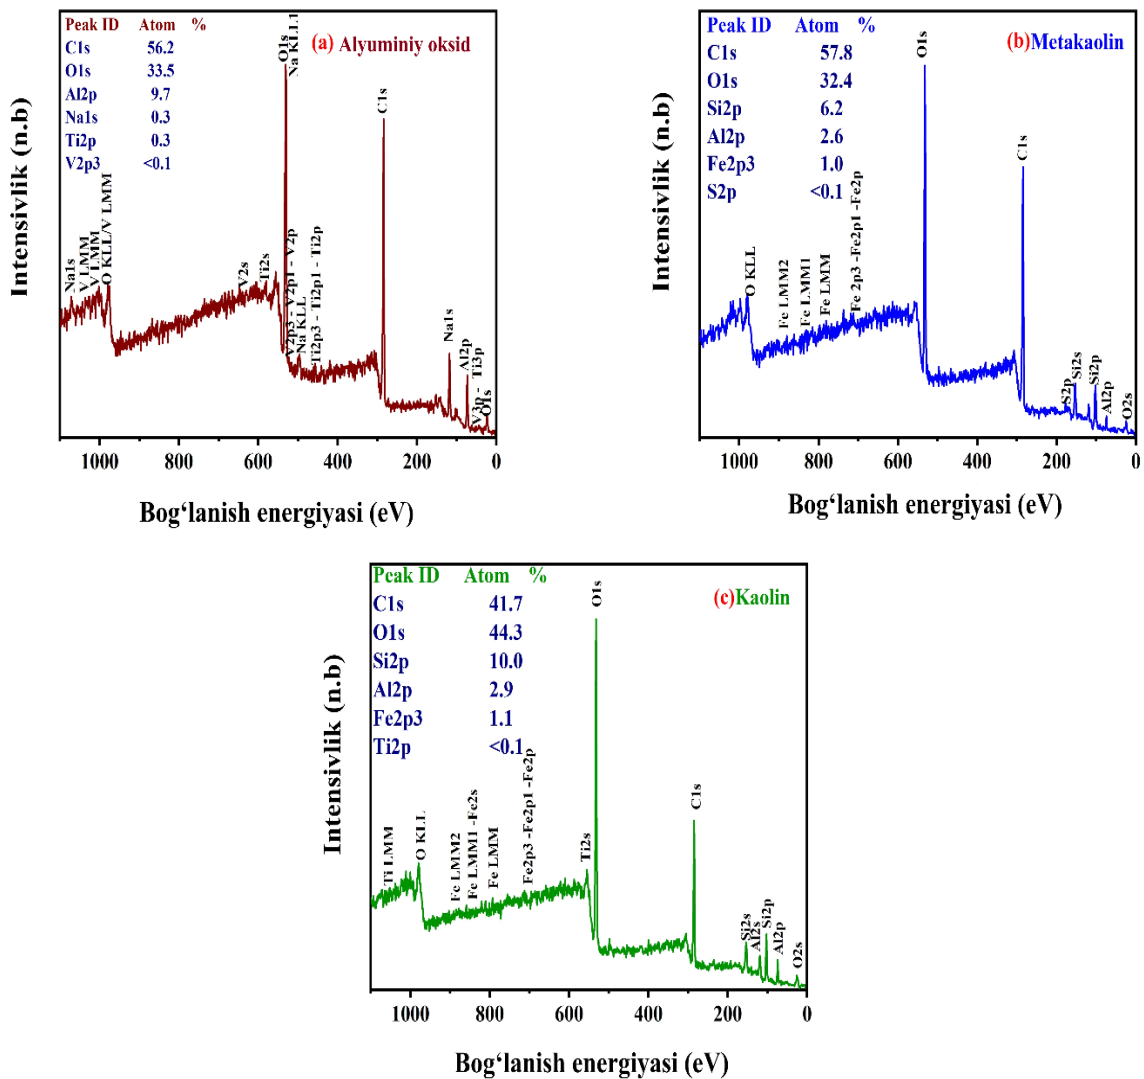 Peak ID Atom %
C1s 56.2
O1s 33.5
Al2p 9.7
Na1s 0.3
Ti2p 0.3
V2p3 <0.1
(a) Alyuminiy oksid
Na1s
V LMM
V LMM
O KLL/V LMM
V2s
Ti2s
O1s
Na KLL1
V2p3 - V2p1 - V2p
Na KLL
Ti2p3 - Ti2p1 - Ti2p
C1s
Na1s
Al2p
V3p - Ti3p
O1s
Intensivlik (n.b)
1000 800 600 400 200 0
Bog‘lanish energiyasi (eV)
Peak ID Atom %
C1s 57.8
O1s 32.4
Si2p 6.2
Al2p 2.6
Fe2p3 1.0
S2p <0.1
(b)Metakaolin
O KLL
Fe LMM2
Fe LMM1
Fe LMM
Fe 2p3 -Fe2p1 -Fe2p
O1s
C1s
S2p
Si2s
Si2p
Al2p
O2s
Intensivlik (n.b)
1000 800 600 400 200 0
Bog‘lanish energiyasi (eV)
Peak ID Atom %
C1s 41.7
O1s 44.3
Si2p 10.0
Al2p 2.9
Fe2p3 1.1
Ti2p <0.1
(c)Kaolin
Ti LMM
O KLL
Fe LMM2
Fe LMM1 -Fe2s
Fe LMM
Fe2p3 -Fe2p1 -Fe2p
Ti2s
O1s
C1s
Si2s
Al2s
Si2p
Al2p
O2s
Intensivlik (n.b)
1000 800 600 400 200 0
Bog‘lanish energiyasi (eV)